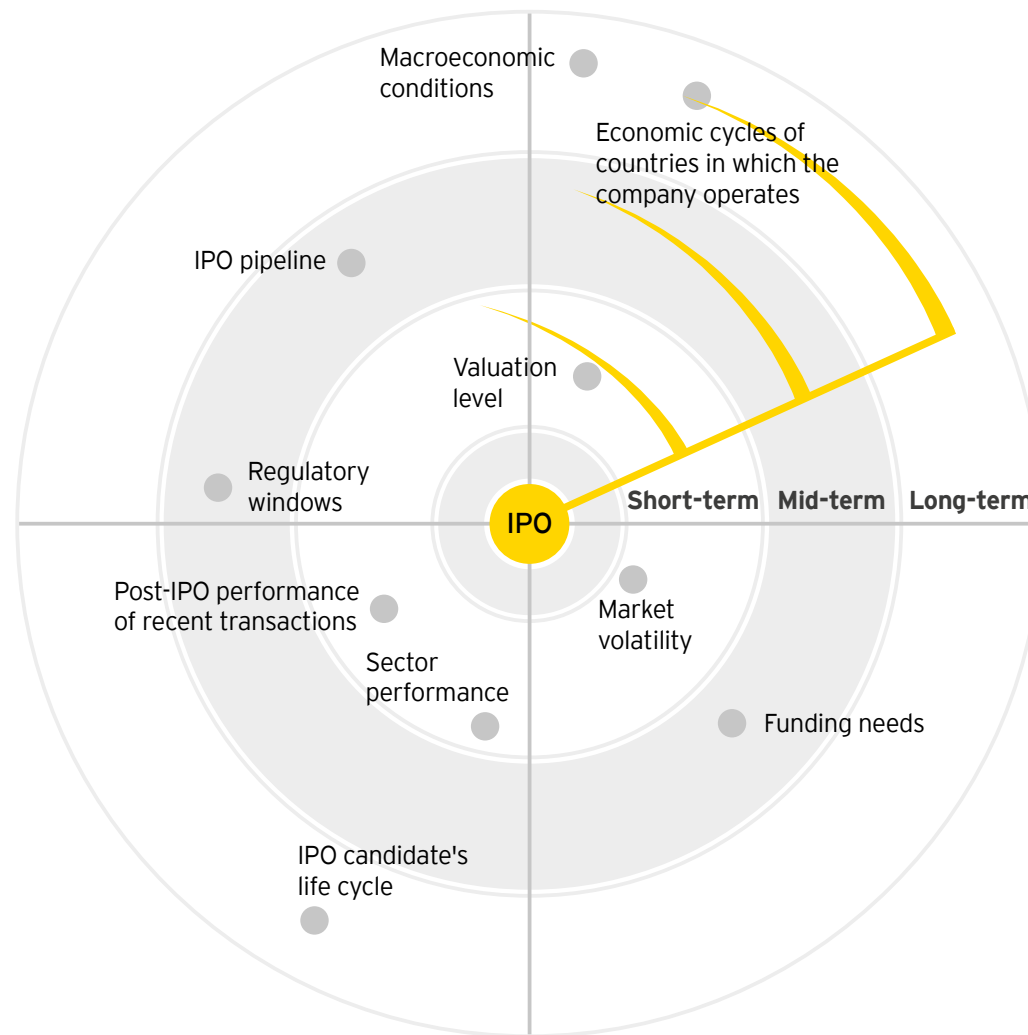 Macroeconomic
conditions
Economic cycles of
countries in which the
company operates
IPO pipeline
Valuation
level
Regulatory
windows
IPO
Short-term
Mid-term
Long-term
Post-IPO performance
of recent transactions
Market
volatility
Sector
performance
Funding needs
IPO candidate's
life cycle